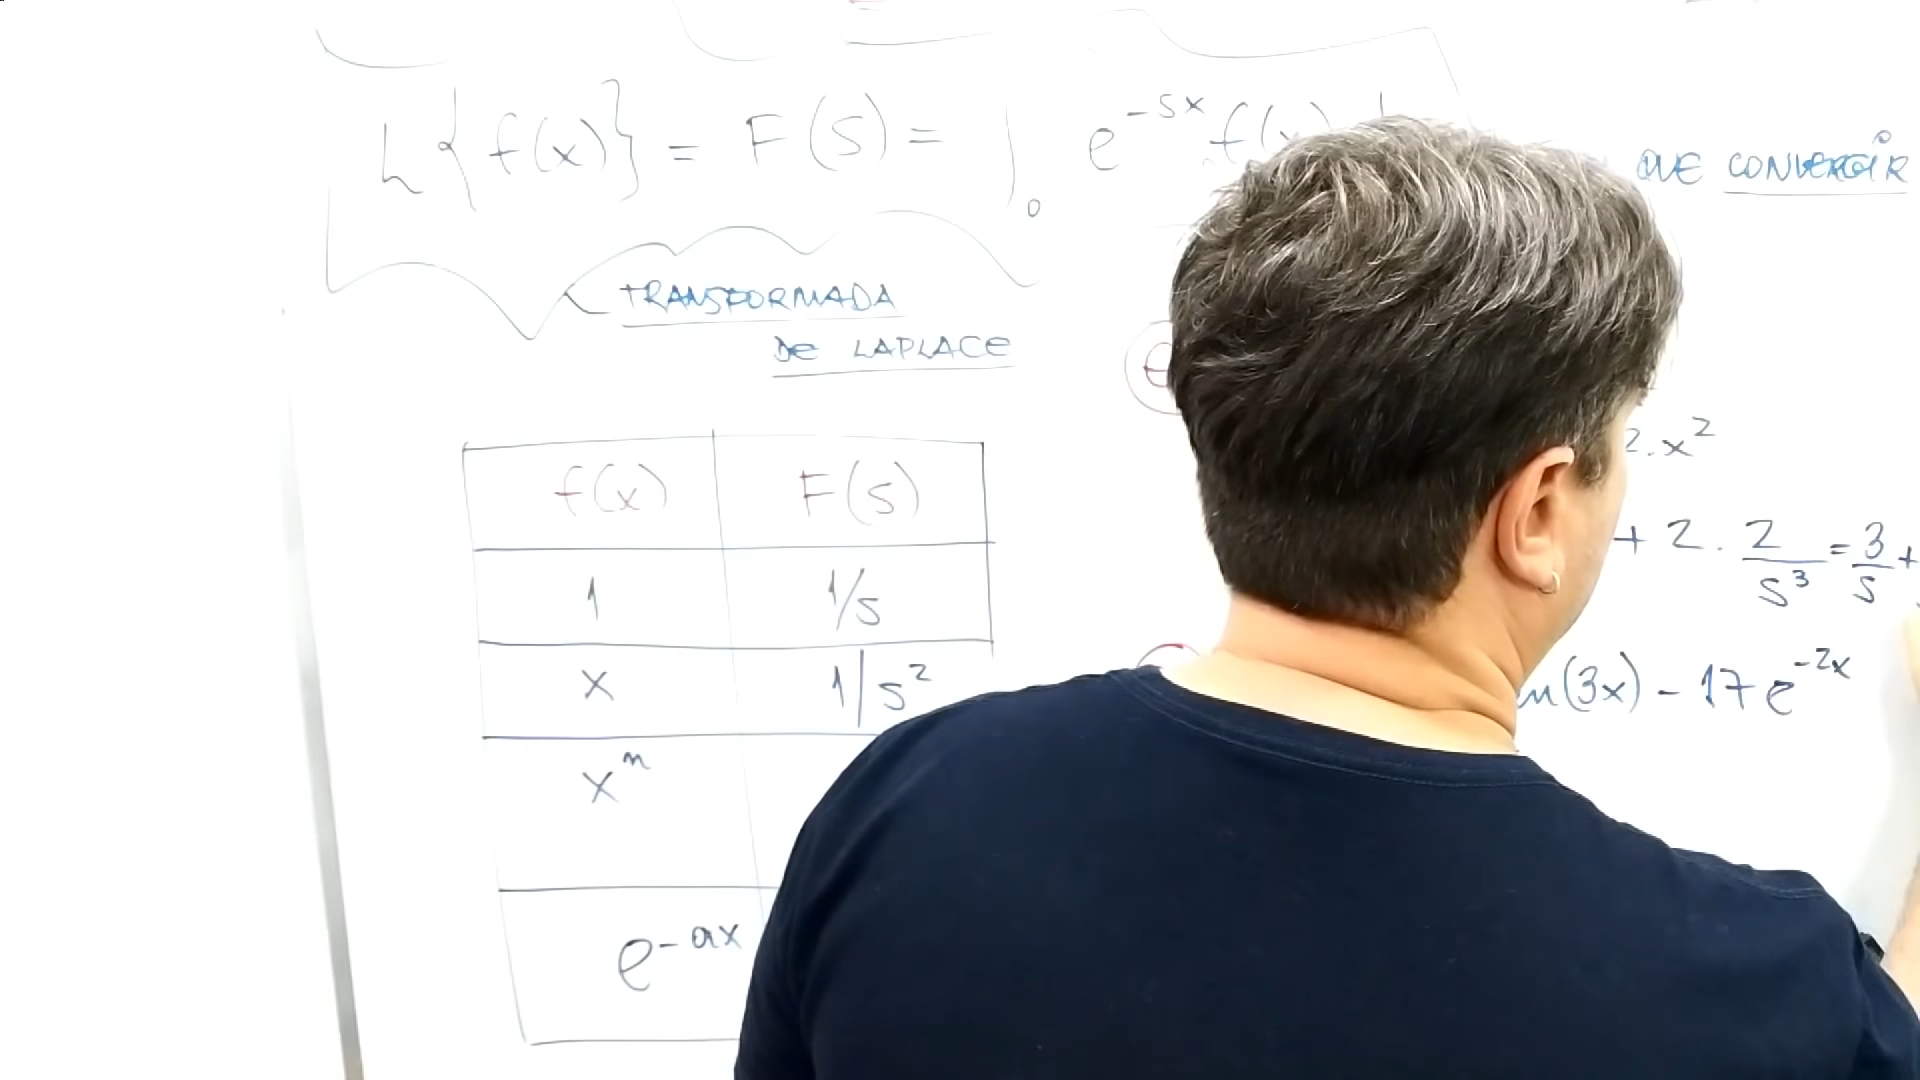 L{f(x)} = F(s) = ∫₀ e^{-sx} f(x)
QUE CONVERGIR
TRANSFORMADA
DE LAPLACE
2.x²
f(x) F(s)
+ 2 . 2/s³ = 3/s +
1 1/s
x 1/s²
n(3x) - 17e^{-2x}
xⁿ
e^{-ax}